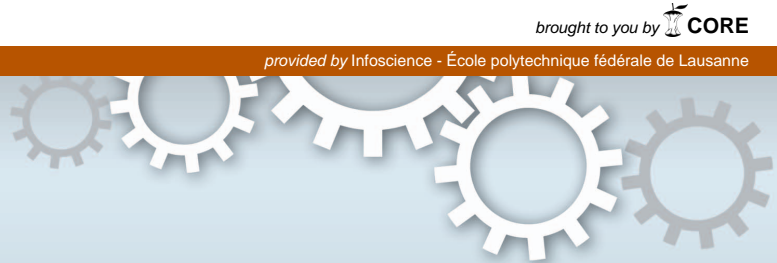 brought to you by CORE
provided by Infoscience - École polytechnique fédérale de Lausanne